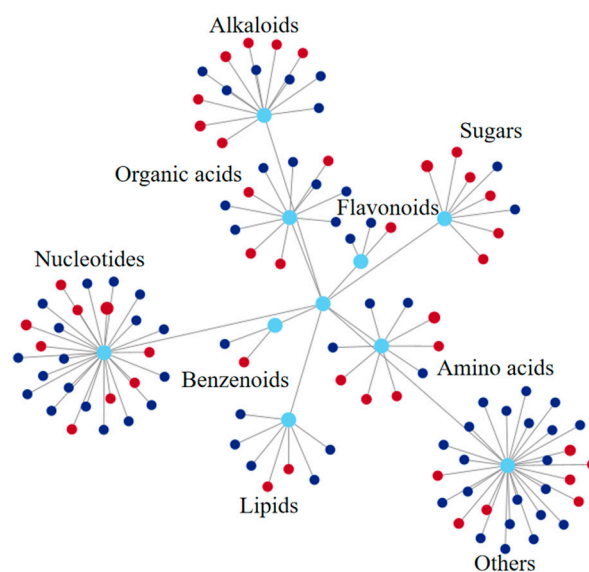 Alkaloids
Sugars
Organic acids
Flavonoids
Nucleotides
Benzenoids
Amino acids
Lipids
Others